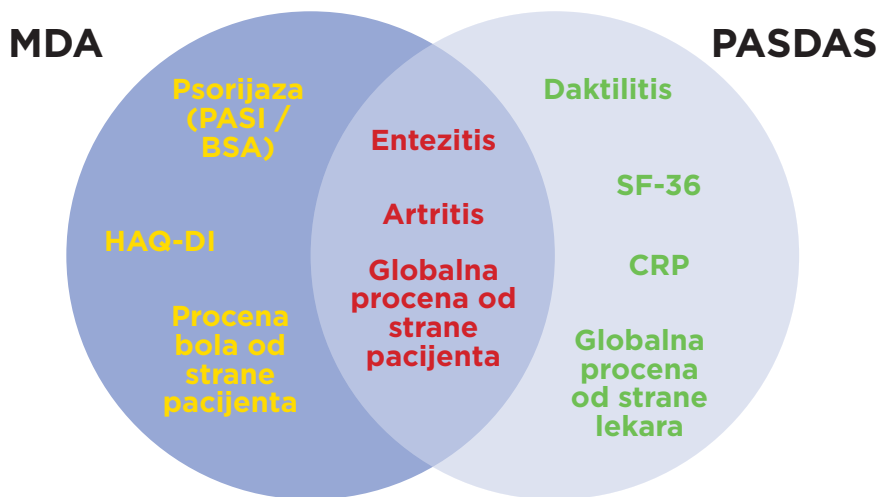 MDA
PASDAS
Psorijaza
(PASI /
BSA)
HAQ-DI
Procena
bola od
strane
pacijenta
Entezitis
Artritis
Globalna
procena od
strane
pacijenta
Daktilitis
SF-36
CRP
Globalna
procena
od strane
lekara